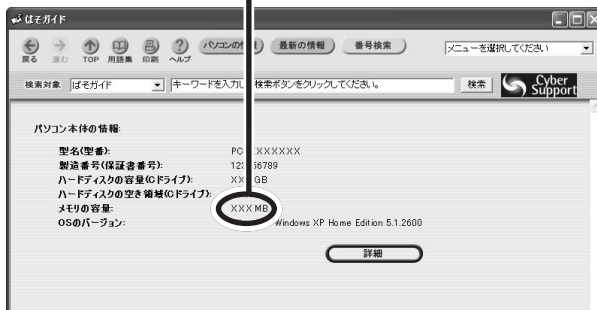 ぱそガイド
戻る 進む TOP 用語集 印刷 ヘルプ 最新の情報 番号検索 メニューを選択してください
検索対象 ぱそガイド キーワードを入力し 検索ボタンをクリックしてください。 検索 Cyber Support
パソコン本体の情報:
型名(型番): PC XXXXXX
製造番号(保証書番号): 123 56789
ハードディスクの容量(Cドライブ): XX GB
ハードディスクの空き領域(Cドライブ):
メモリの容量: XXX MB
OSのバージョン: Windows XP Home Edition 5.1.2600
詳細